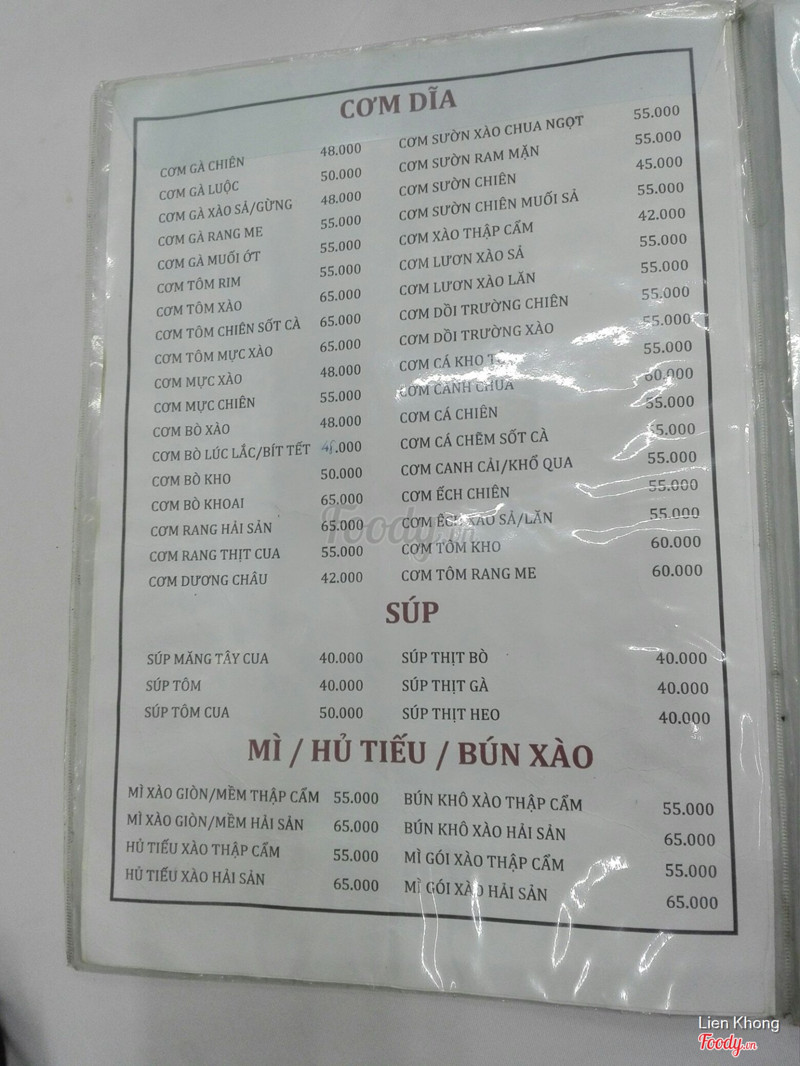 CƠM DĨA
CƠM GÀ CHIÊN 48.000
CƠM GÀ LUỘC 50.000
CƠM GÀ XÀO SẢ/GỪNG 48.000
CƠM GÀ RANG ME 55.000
CƠM GÀ MUỐI ỚT 55.000
CƠM TÔM RIM 55.000
CƠM TÔM XÀO 65.000
CƠM TÔM CHIÊN SỐT CÀ 65.000
CƠM TÔM MỰC XÀO 65.000
CƠM MỰC XÀO 48.000
CƠM MỰC CHIÊN 55.000
CƠM BÒ XÀO 48.000
CƠM BÒ LÚC LẮC/BÍT TẾT
CƠM BÒ KHO 50.000
CƠM BÒ KHOAI 65.000
CƠM RANG HẢI SẢN 65.000
CƠM RANG THỊT CUA 55.000
CƠM DƯƠNG CHÂU 42.000
CƠM SƯỜN XÀO CHUA NGỌT 55.000
CƠM SƯỜN RAM MẶN 55.000
CƠM SƯỜN CHIÊN 45.000
CƠM SƯỜN CHIÊN MUỐI SẢ 55.000
CƠM XÀO THẬP CẨM 42.000
CƠM LƯƠN XÀO SẢ 55.000
CƠM LƯƠN XÀO LĂN 55.000
CƠM DỒI TRƯỜNG CHIÊN 55.000
CƠM DỒI TRƯỜNG XÀO 55.000
CƠM CÁ KHO 55.000
CƠM CANH CHUA 60.000
CƠM CÁ CHIÊN 55.000
CƠM CÁ CHẼM SỐT CÀ
CƠM CANH CẢI/KHỔ QUA 55.000
CƠM ẾCH CHIÊN 55.000
CƠM ẾCH XÀO SẢ/LĂN 55.000
CƠM TÔM KHO 60.000
CƠM TÔM RANG ME 60.000
SÚP
SÚP MĂNG TÂY CUA 40.000
SÚP TÔM 40.000
SÚP TÔM CUA 50.000
SÚP THỊT BÒ 40.000
SÚP THỊT GÀ 40.000
SÚP THỊT HEO 40.000
MÌ / HỦ TIẾU / BÚN XÀO
MÌ XÀO GIÒN/MỀM THẬP CẨM 55.000
MÌ XÀO GIÒN/MỀM HẢI SẢN 65.000
HỦ TIẾU XÀO THẬP CẨM 55.000
HỦ TIẾU XÀO HẢI SẢN 65.000
BÚN KHÔ XÀO THẬP CẨM 55.000
BÚN KHÔ XÀO HẢI SẢN 65.000
MÌ GÓI XÀO THẬP CẨM 55.000
MÌ GÓI XÀO HẢI SẢN 65.000
Foody.vn
Lien Khong
Foody.vn